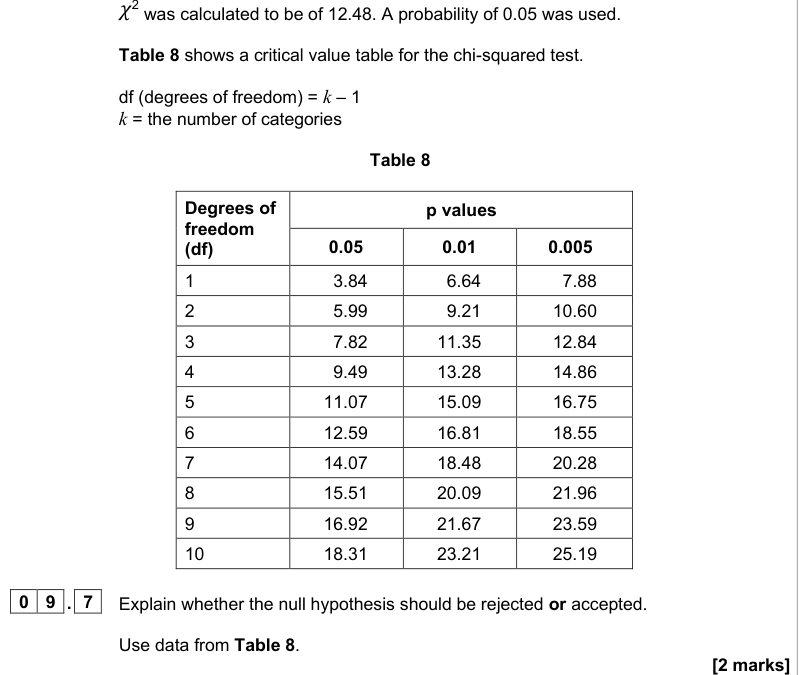 χ² was calculated to be of 12.48. A probability of 0.05 was used.
Table 8 shows a critical value table for the chi-squared test.
df (degrees of freedom) = k – 1
k = the number of categories
Table 8
Degrees of freedom (df) p values
0.05 0.01 0.005
1 3.84 6.64 7.88
2 5.99 9.21 10.60
3 7.82 11.35 12.84
4 9.49 13.28 14.86
5 11.07 15.09 16.75
6 12.59 16.81 18.55
7 14.07 18.48 20.28
8 15.51 20.09 21.96
9 16.92 21.67 23.59
10 18.31 23.21 25.19
0 9 . 7 Explain whether the null hypothesis should be rejected or accepted.
Use data from Table 8.
[2 marks]